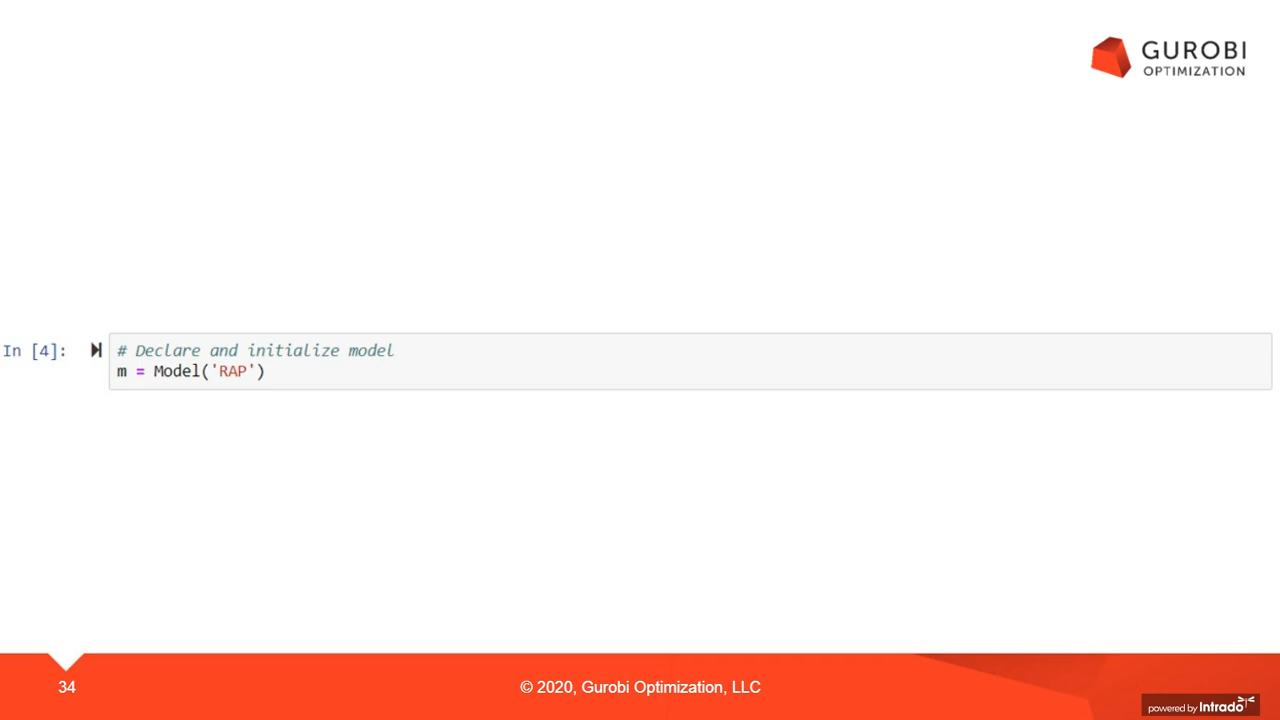 GUROBI
OPTIMIZATION
In [4]:
# Declare and initialize model
m = Model('RAP')
34
© 2020, Gurobi Optimization, LLC
powered by Intrado